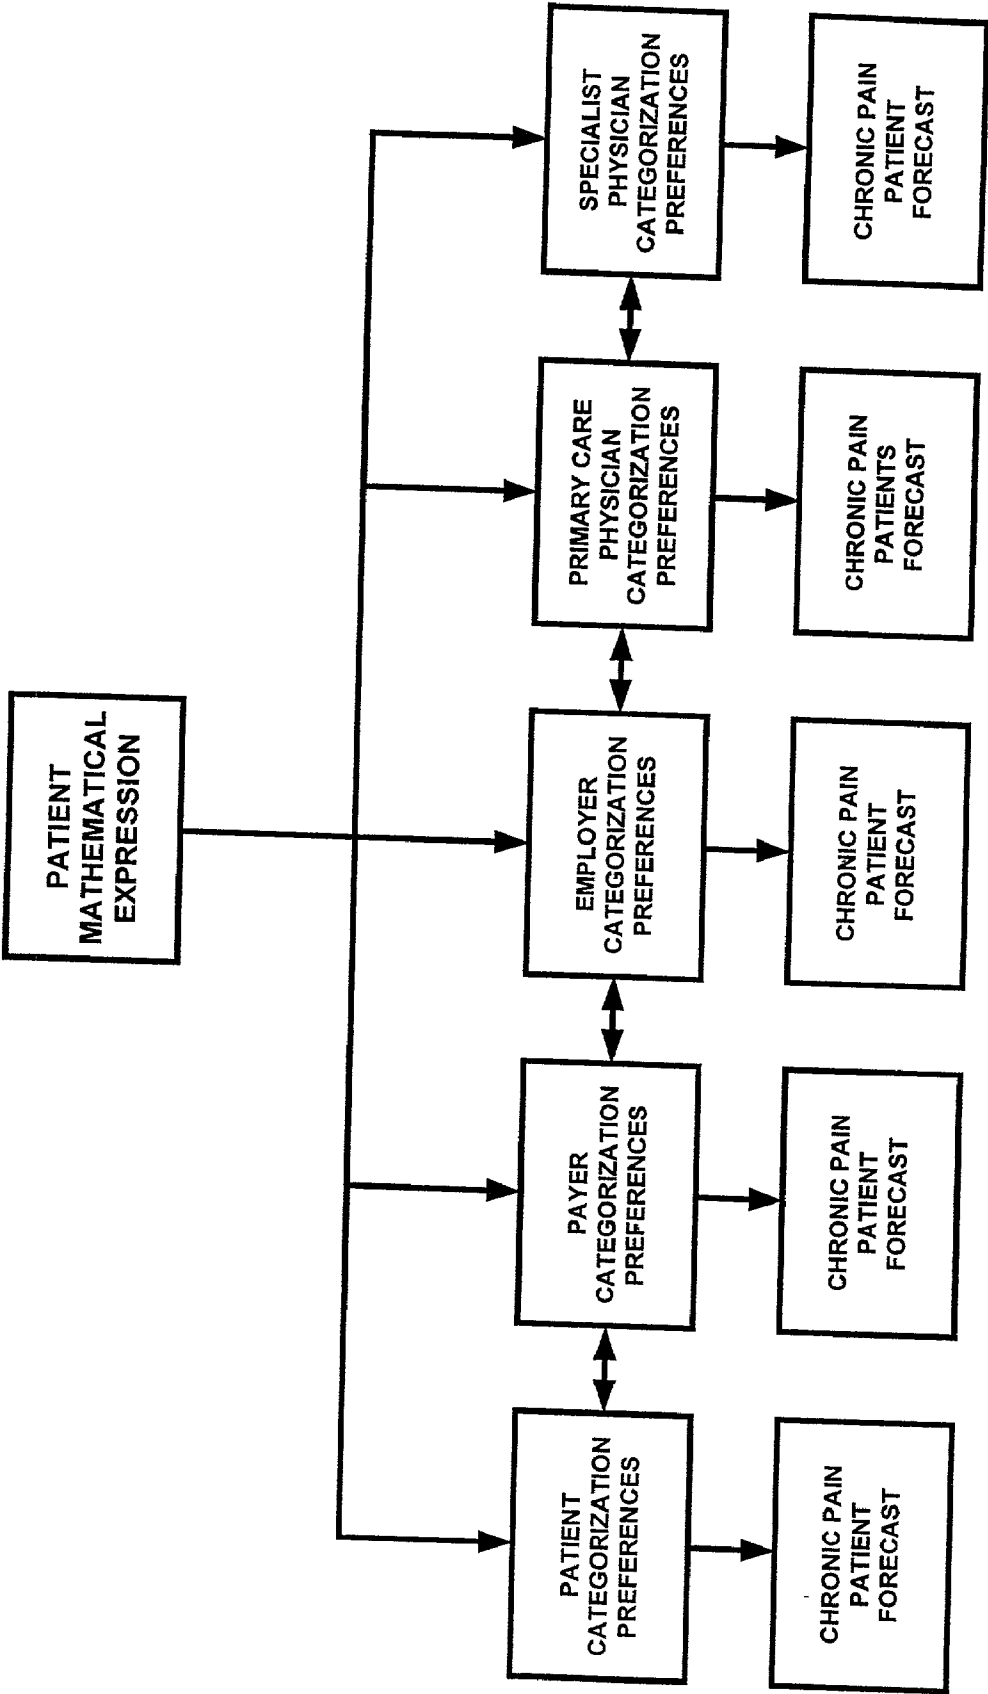 PATIENT
MATHEMATICAL
EXPRESSION
PATIENT
CATEGORIZATION
PREFERENCES
PAYER
CATEGORIZATION
PREFERENCES
EMPLOYER
CATEGORIZATION
PREFERENCES
PRIMARY CARE
PHYSICIAN
CATEGORIZATION
PREFERENCES
SPECIALIST
PHYSICIAN
CATEGORIZATION
PREFERENCES
CHRONIC PAIN
PATIENT
FORECAST
CHRONIC PAIN
PATIENT
FORECAST
CHRONIC PAIN
PATIENT
FORECAST
CHRONIC PAIN
PATIENTS
FORECAST
CHRONIC PAIN
PATIENT
FORECAST